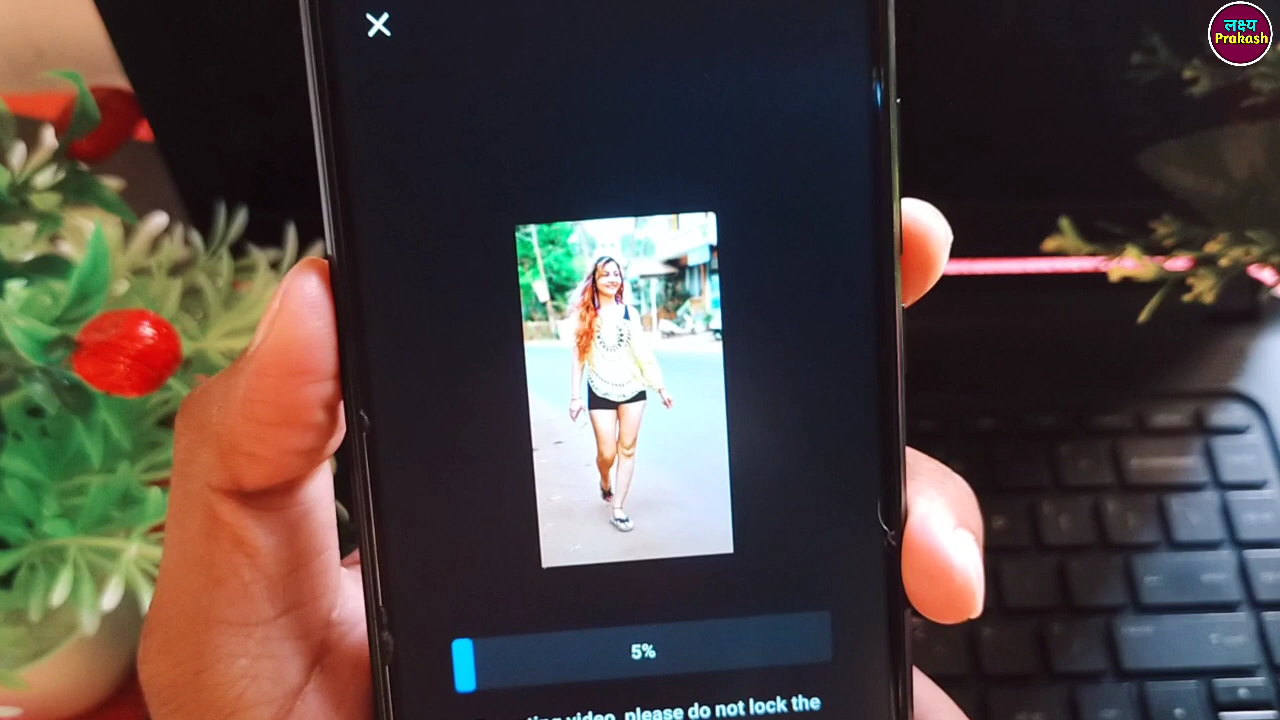 लक्ष्य
Prakash
5%
video, please do not lock the